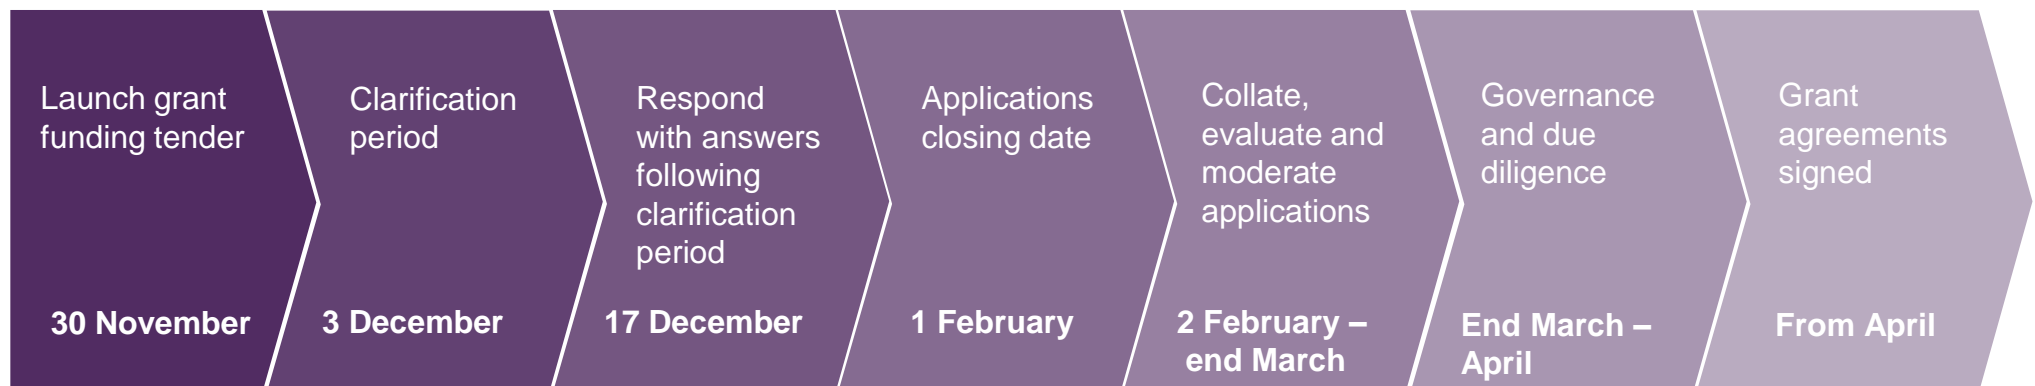 Launch grant
funding tender
30 November
Clarification
period
3 December
Respond
with answers
following
clarification
period
17 December
Applications
closing date
1 February
Collate,
evaluate and
moderate
applications
2 February –
end March
Governance
and due
diligence
End March –
April
Grant
agreements
signed
From April